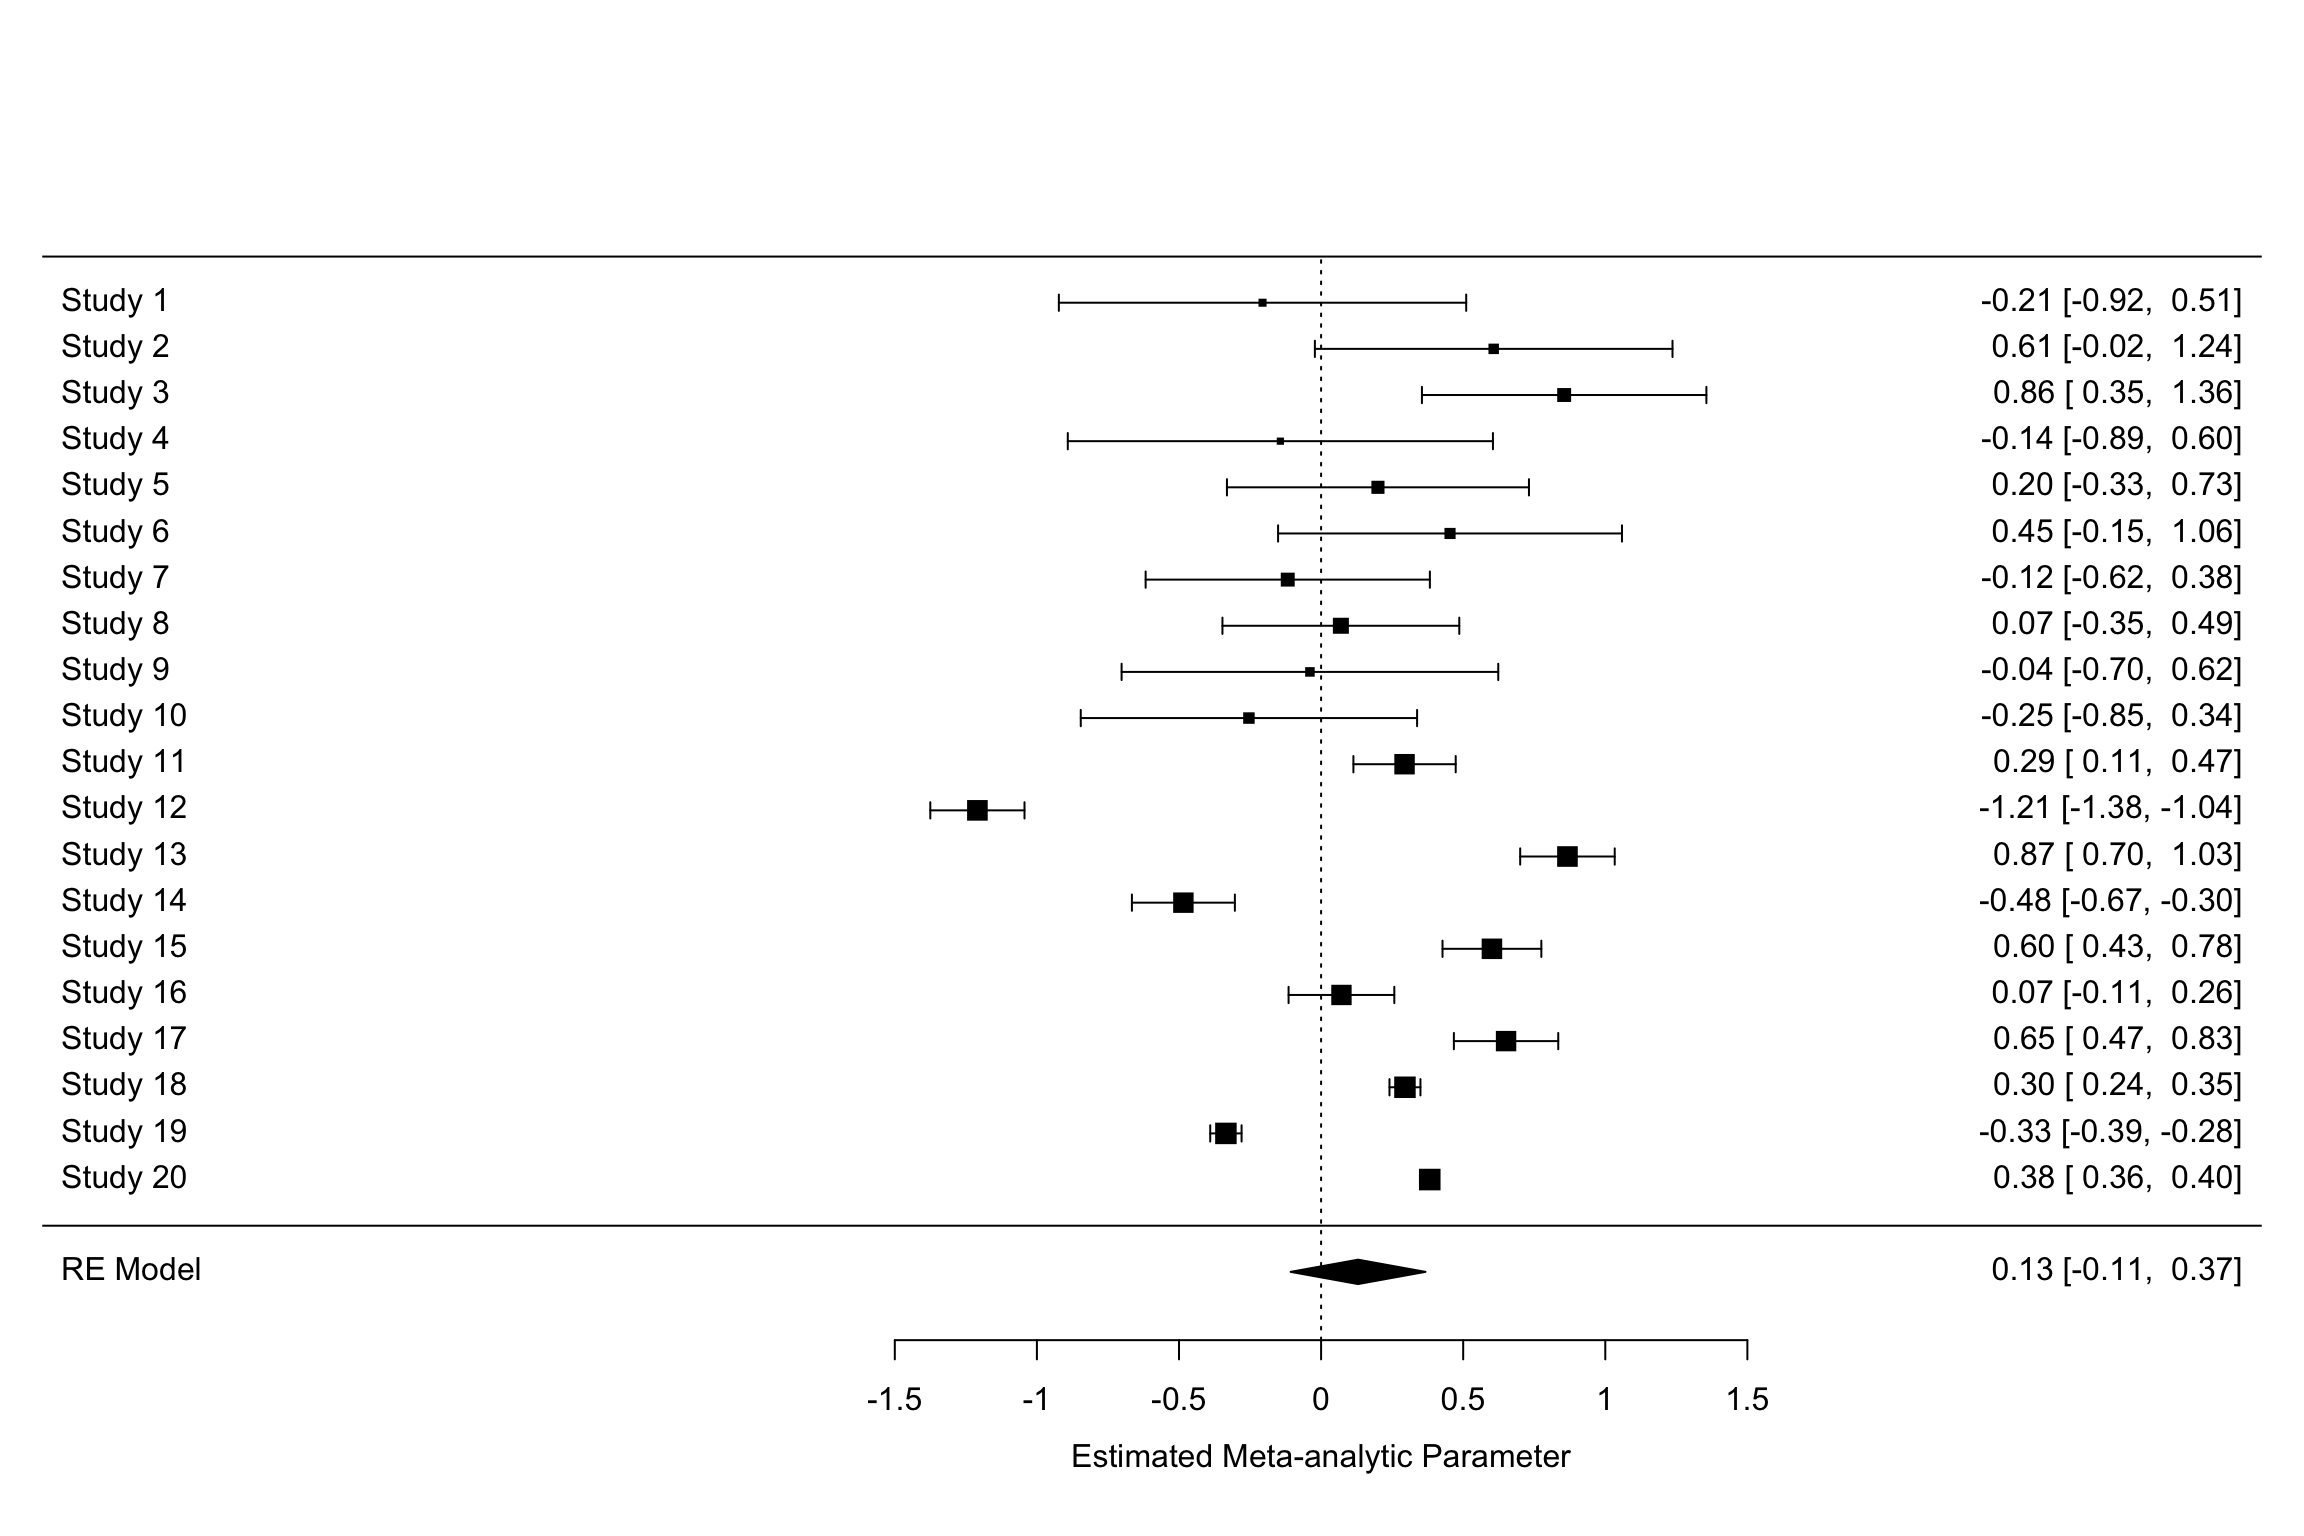 Study 1 -0.21 [-0.92, 0.51]
Study 2 0.61 [-0.02, 1.24]
Study 3 0.86 [ 0.35, 1.36]
Study 4 -0.14 [-0.89, 0.60]
Study 5 0.20 [-0.33, 0.73]
Study 6 0.45 [-0.15, 1.06]
Study 7 -0.12 [-0.62, 0.38]
Study 8 0.07 [-0.35, 0.49]
Study 9 -0.04 [-0.70, 0.62]
Study 10 -0.25 [-0.85, 0.34]
Study 11 0.29 [ 0.11, 0.47]
Study 12 -1.21 [-1.38, -1.04]
Study 13 0.87 [ 0.70, 1.03]
Study 14 -0.48 [-0.67, -0.30]
Study 15 0.60 [ 0.43, 0.78]
Study 16 0.07 [-0.11, 0.26]
Study 17 0.65 [ 0.47, 0.83]
Study 18 0.30 [ 0.24, 0.35]
Study 19 -0.33 [-0.39, -0.28]
Study 20 0.38 [ 0.36, 0.40]
RE Model 0.13 [-0.11, 0.37]
-1.5 -1 -0.5 0 0.5 1 1.5
Estimated Meta-analytic Parameter